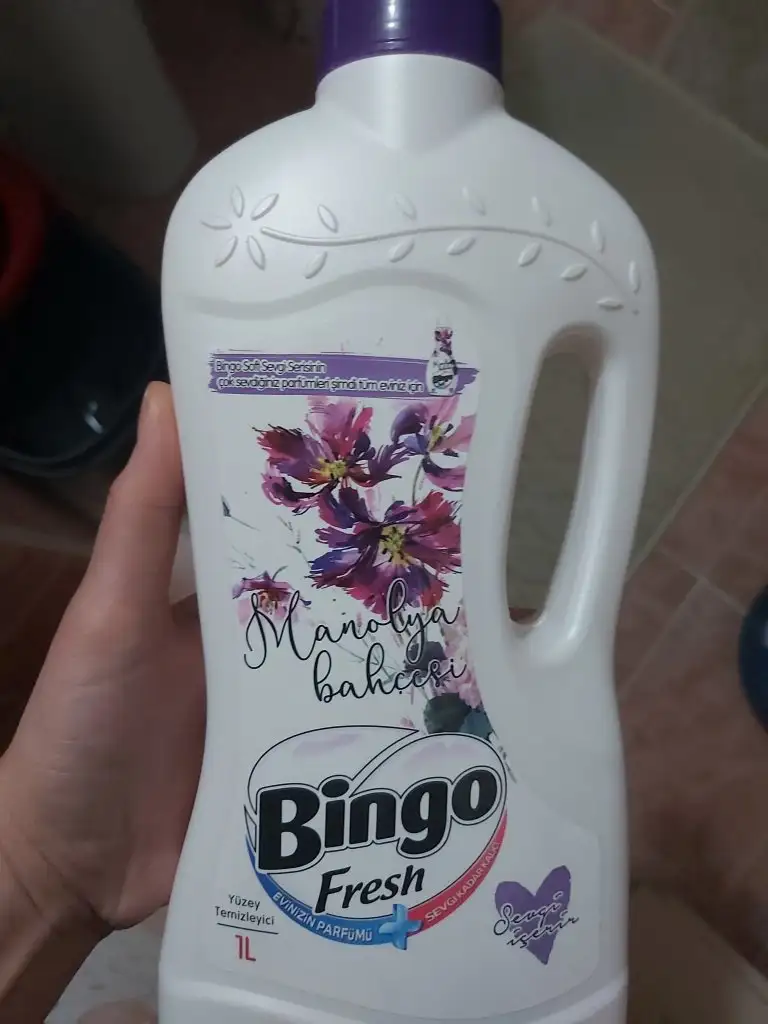 Bingo Soft Sevgi Serisinin
çok sevdiğiniz parfümleri şimdi tüm eviniz için
Manolya
bahçesi
Bingo
Fresh
EVİNİZİN PARFÜMÜ
SEVGİ KADAR KALICI
Yüzey
Temizleyici
1L
Sevgi
içerir